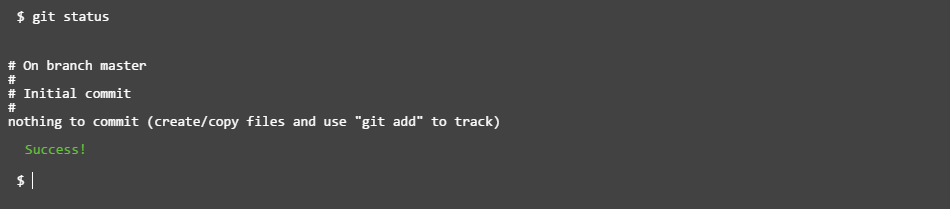 $ git status
# On branch master
#
# Initial commit
#
nothing to commit (create/copy files and use "git add" to track)
Success!
$